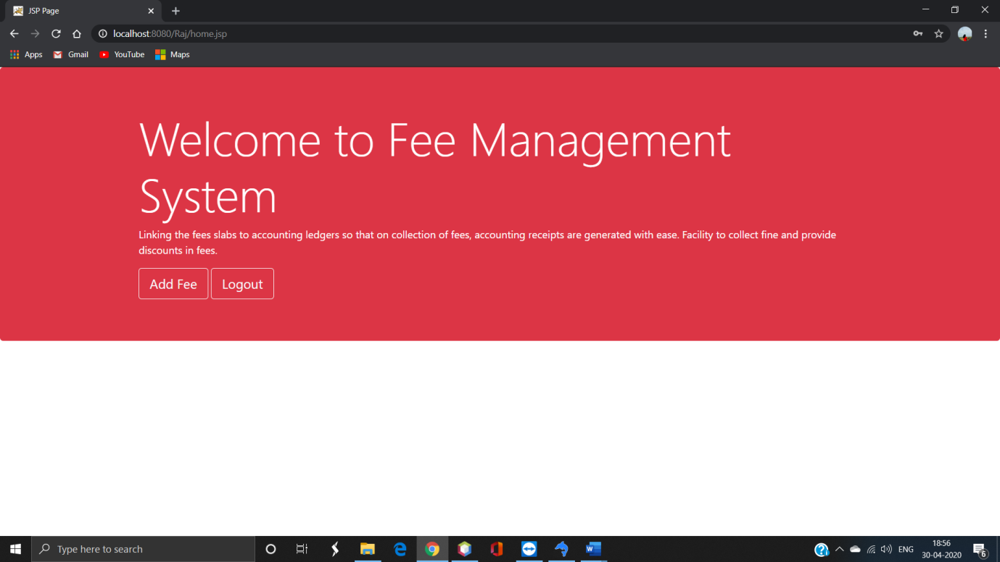 JSP Page
localhost:8080/Raj/home.jsp
Apps Gmail YouTube Maps
Welcome to Fee Management
System
Linking the fees slabs to accounting ledgers so that on collection of fees, accounting receipts are generated with ease. Facility to collect fine and provide
discounts in fees.
Add Fee Logout
Type here to search
ENG
18:56
30-04-2020
6